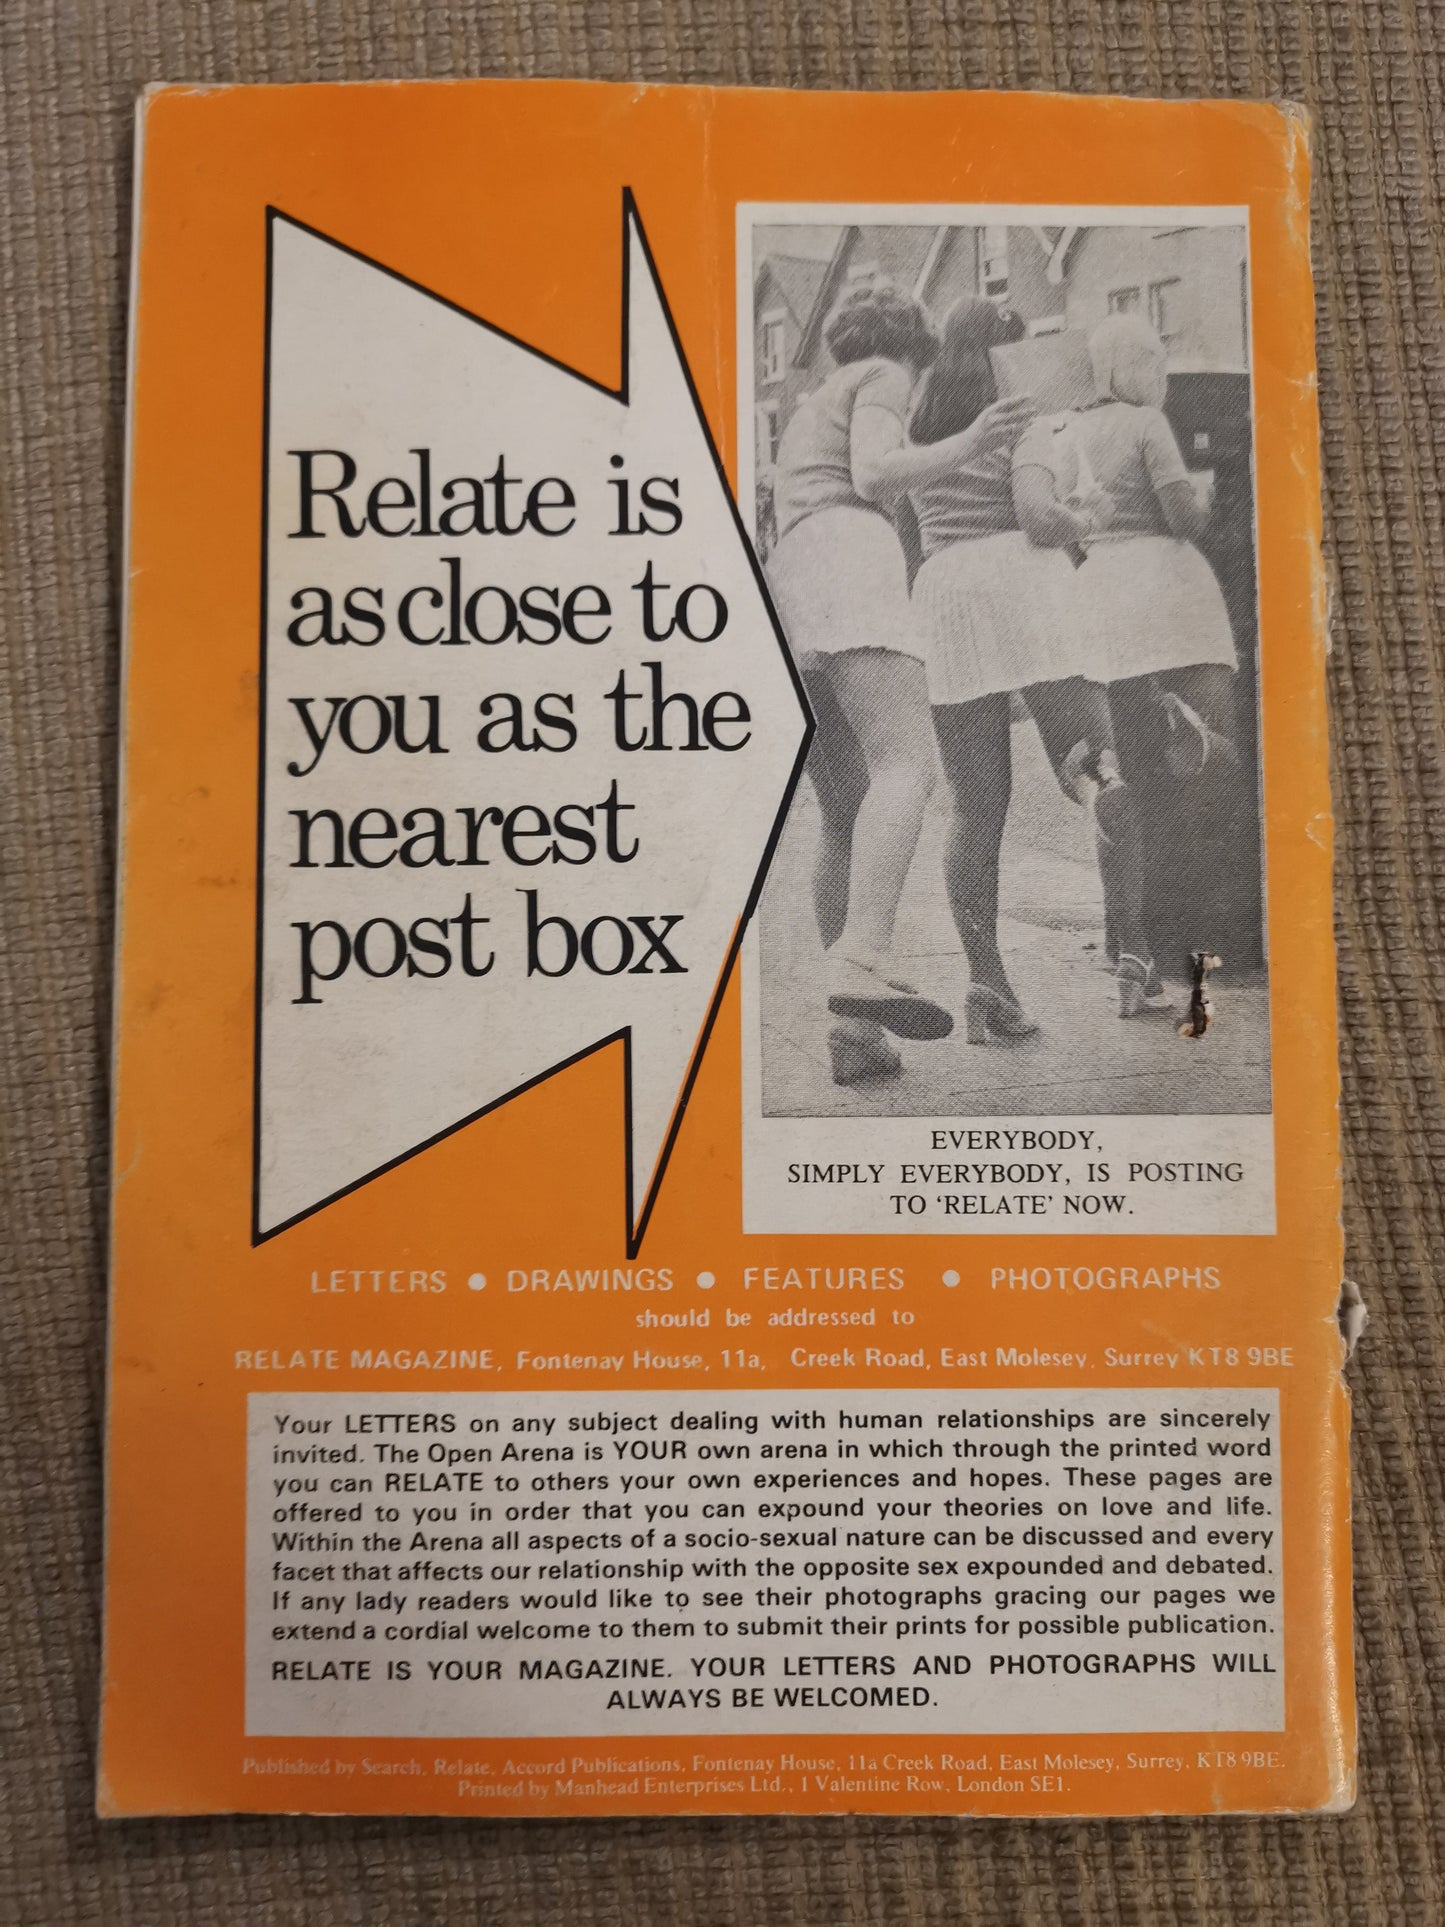 Relate is
as close to
you as the
nearest
post box
EVERYBODY,
SIMPLY EVERYBODY, IS POSTING
TO ‘RELATE’ NOW.
LETTERS ● DRAWINGS ● FEATURES ● PHOTOGRAPHS
should be addressed to
RELATE MAGAZINE, Fontenay House, 11a, Creek Road, East Molesey, Surrey KT8 9BE
Your LETTERS on any subject dealing with human relationships are sincerely
invited. The Open Arena is YOUR own arena in which through the printed word
you can RELATE to others your own experiences and hopes. These pages are
offered to you in order that you can expound your theories on love and life.
Within the Arena all aspects of a socio-sexual nature can be discussed and every
facet that affects our relationship with the opposite sex expounded and debated.
If any lady readers would like to see their photographs gracing our pages we
extend a cordial welcome to them to submit their prints for possible publication.
RELATE IS YOUR MAGAZINE. YOUR LETTERS AND PHOTOGRAPHS WILL
ALWAYS BE WELCOMED.
Published by Search, Relate, Accord Publications, Fontenay House, 11a Creek Road, East Molesey, Surrey, KT8 9BE.
Printed by Manhead Enterprises Ltd., 1 Valentine Row, London SE1.